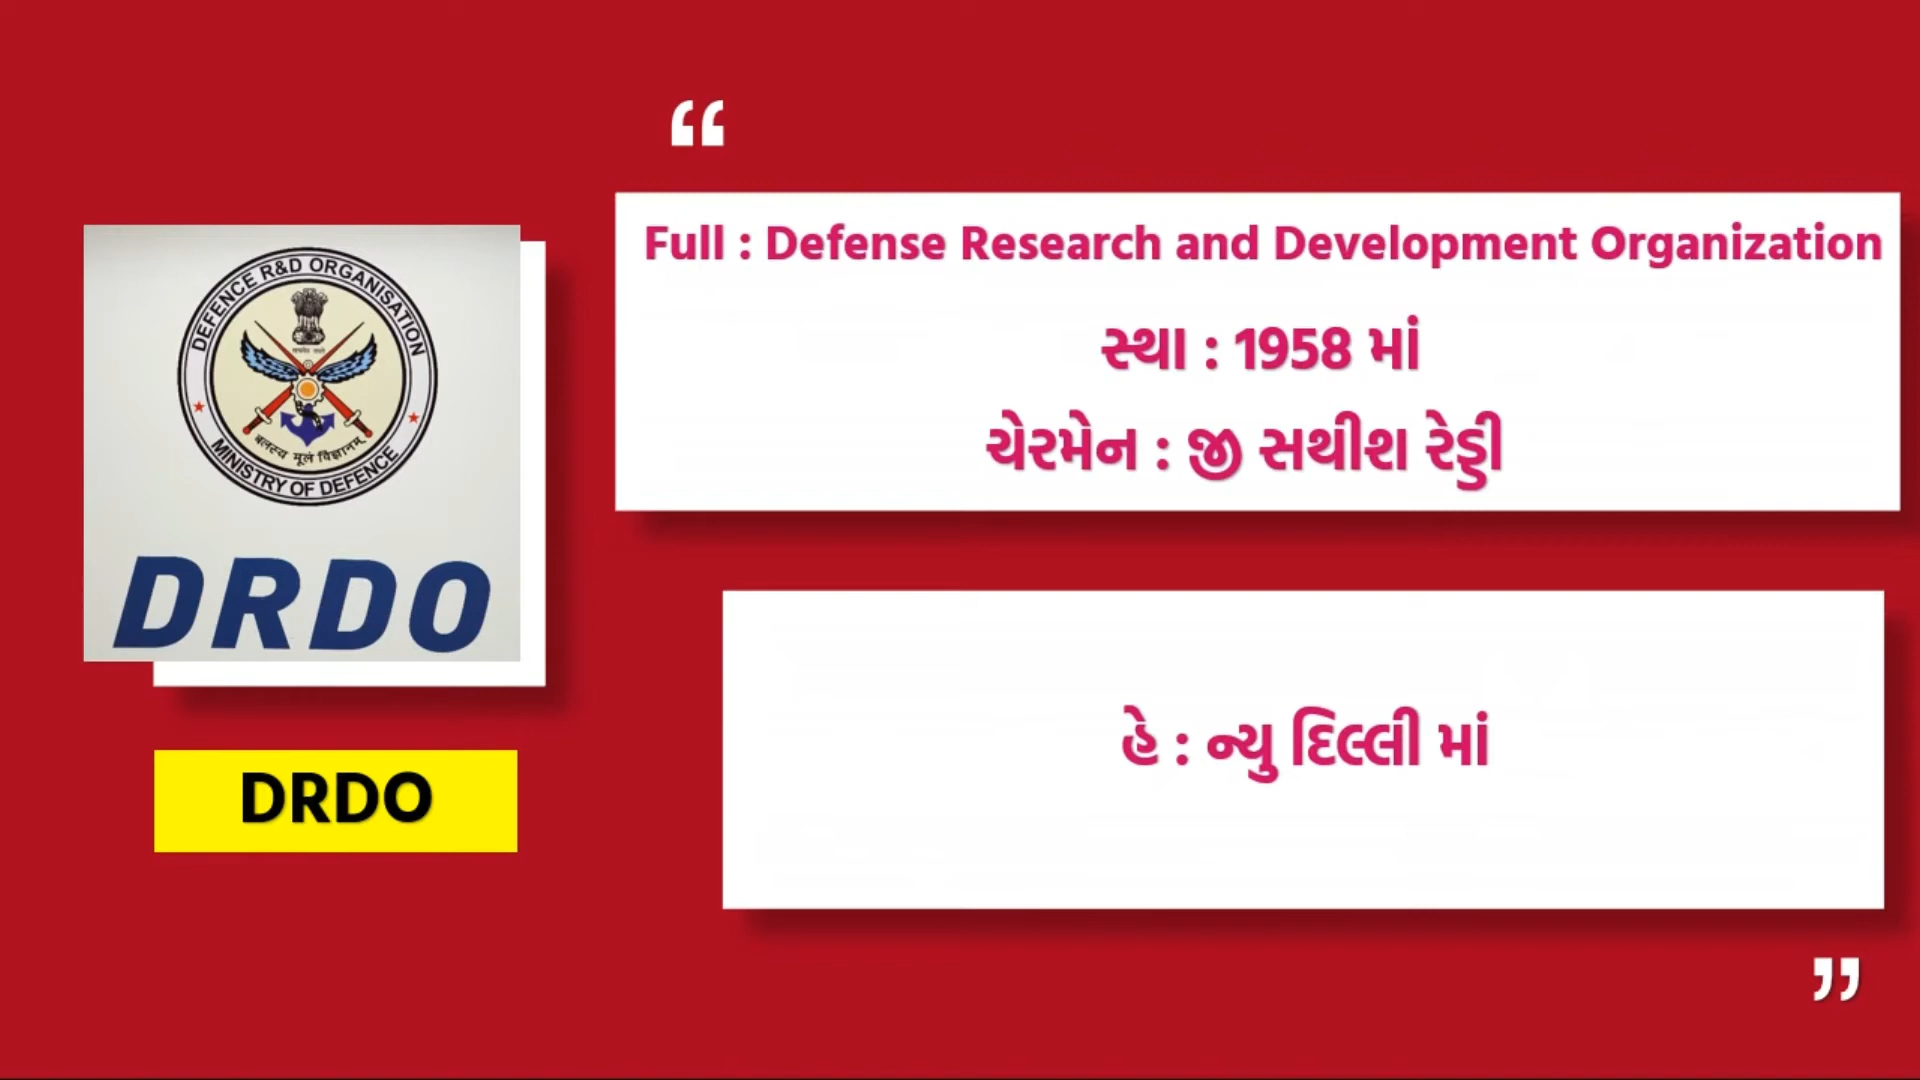 “
DEFENCE R&D ORGANISATION
बलस्य मूलं विज्ञानम्
MINISTRY OF DEFENCE
DRDO
DRDO
Full : Defense Research and Development Organization
સ્થા : 1958 માં
ચેરમેન : જી સથીશ રેડ્ડી
હે : ન્યુ દિલ્લી માં
”